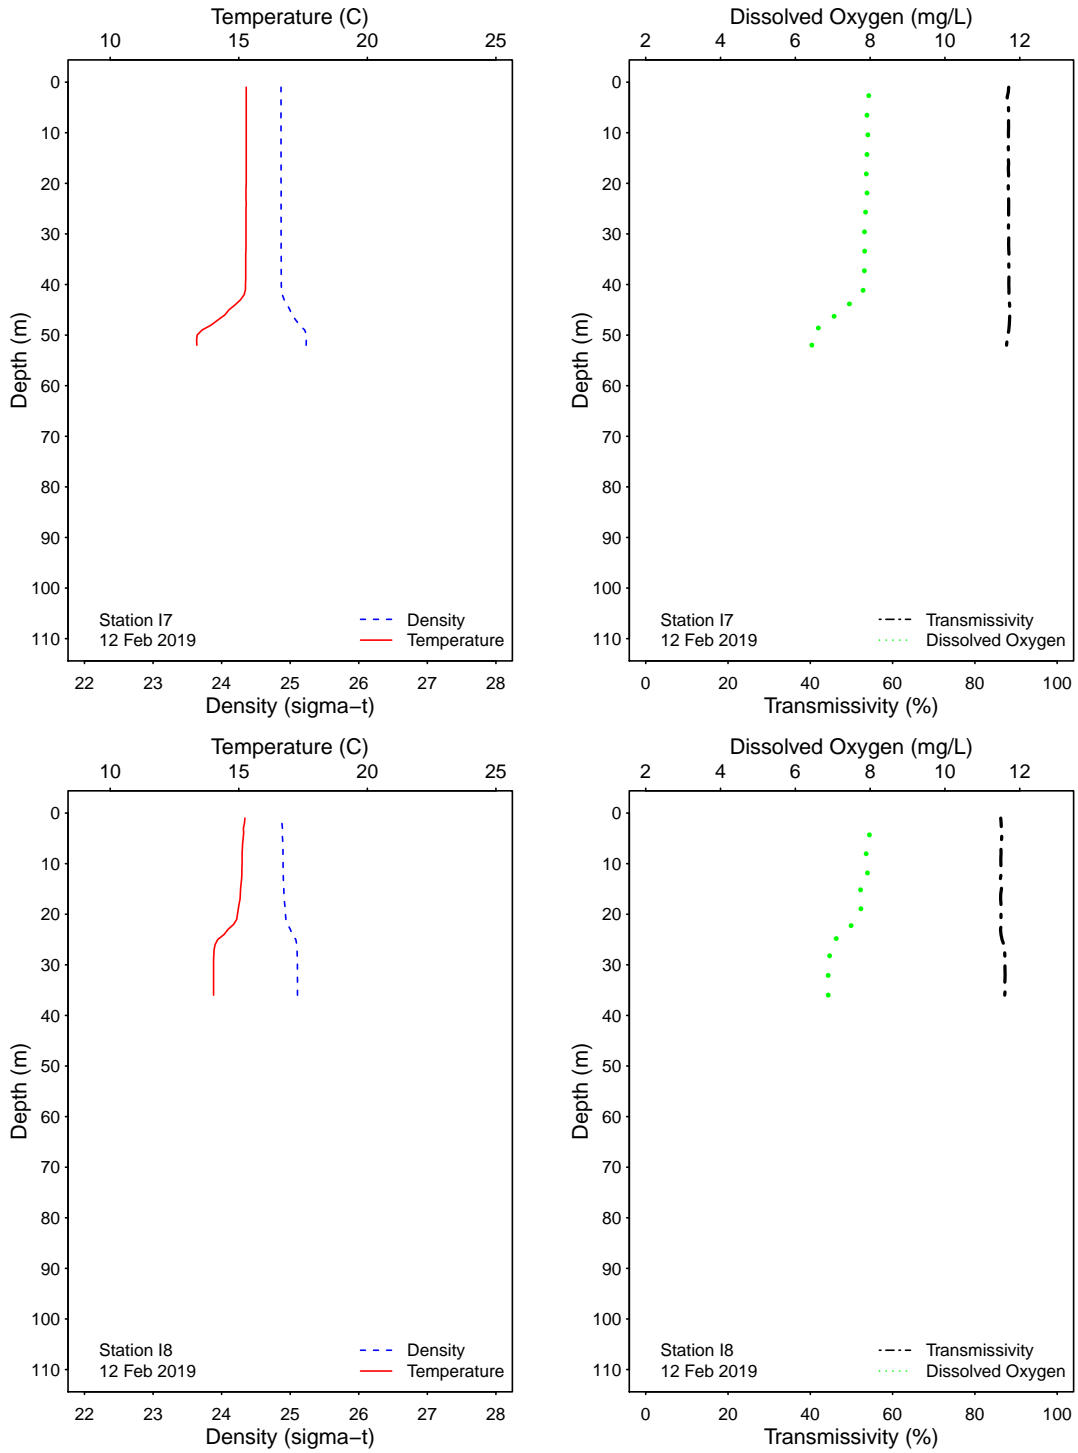 Temperature (C)
10 15 20 25
0
10
20
30
40
50
60
70
80
90
100
110
Depth (m)
Station I7
12 Feb 2019
Density
Temperature
22 23 24 25 26 27 28
Density (sigma−t)
Dissolved Oxygen (mg/L)
2 4 6 8 10 12
0
10
20
30
40
50
60
70
80
90
100
110
Depth (m)
Station I7
12 Feb 2019
Transmissivity
Dissolved Oxygen
0 20 40 60 80 100
Transmissivity (%)
Temperature (C)
10 15 20 25
0
10
20
30
40
50
60
70
80
90
100
110
Depth (m)
Station I8
12 Feb 2019
Density
Temperature
22 23 24 25 26 27 28
Density (sigma−t)
Dissolved Oxygen (mg/L)
2 4 6 8 10 12
0
10
20
30
40
50
60
70
80
90
100
110
Depth (m)
Station I8
12 Feb 2019
Transmissivity
Dissolved Oxygen
0 20 40 60 80 100
Transmissivity (%)